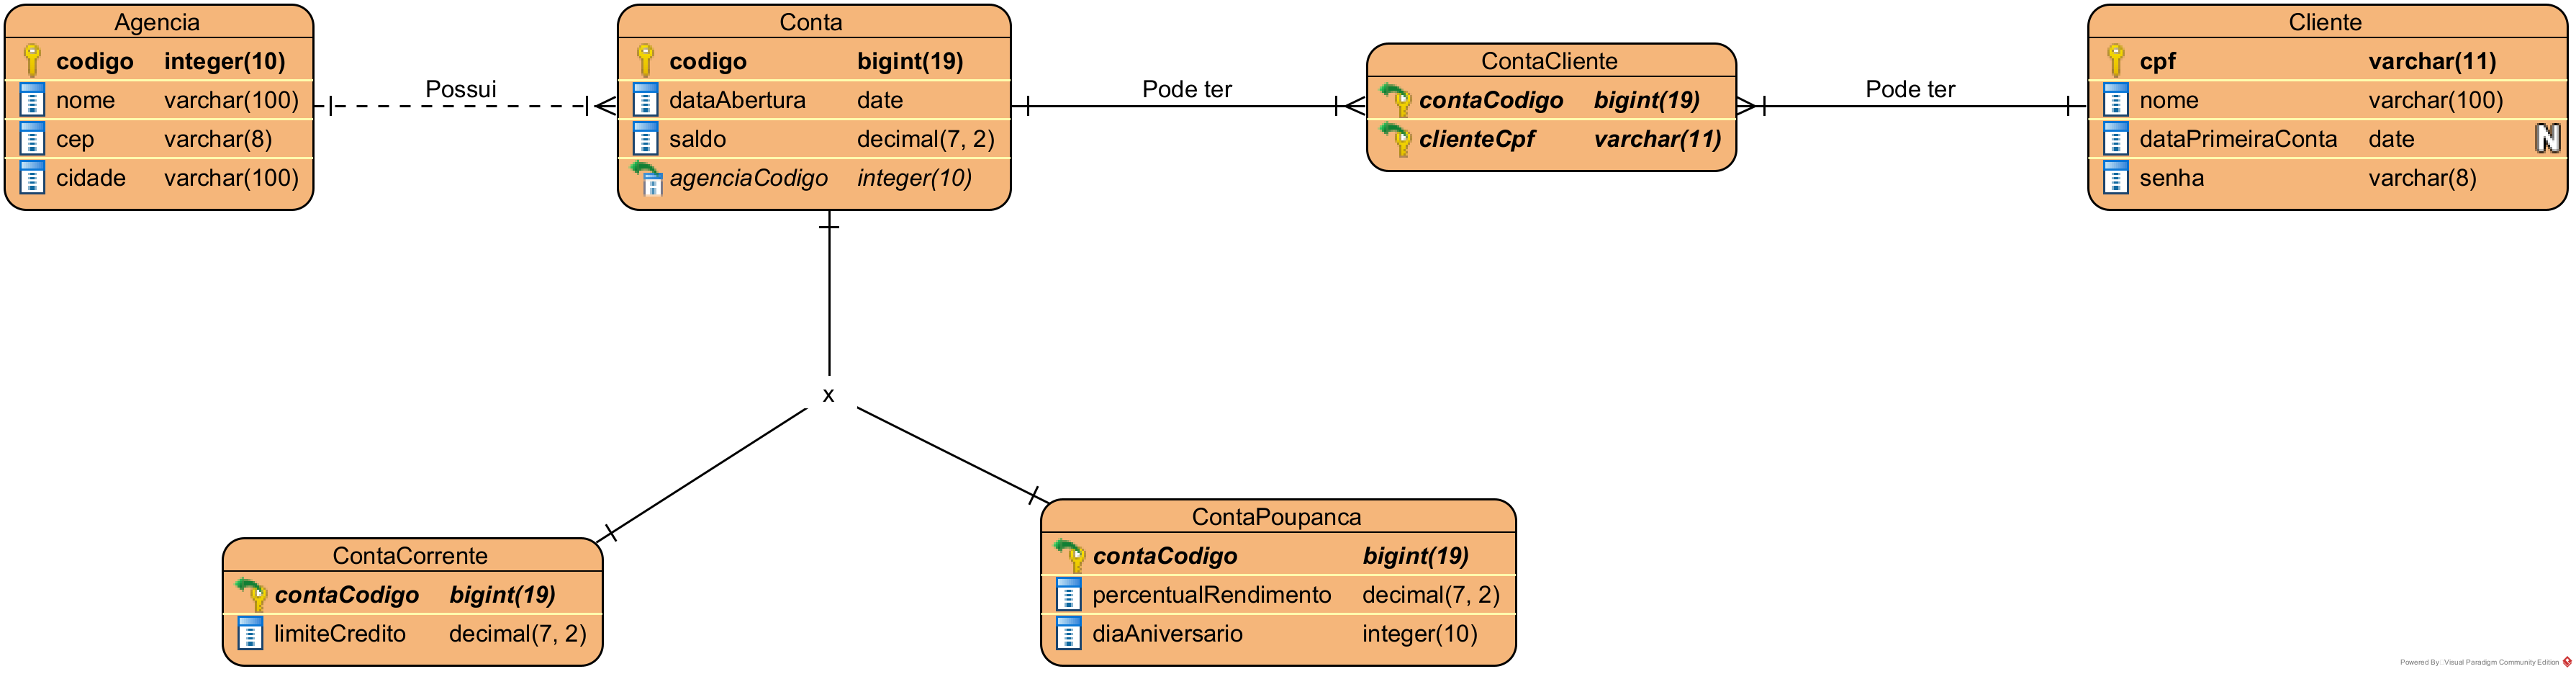 Agencia
codigo integer(10)
nome varchar(100)
cep varchar(8)
cidade varchar(100)
Possui
Conta
codigo bigint(19)
dataAbertura date
saldo decimal(7, 2)
agenciaCodigo integer(10)
Pode ter
ContaCliente
contaCodigo bigint(19)
clienteCpf varchar(11)
Pode ter
Cliente
cpf varchar(11)
nome varchar(100)
dataPrimeiraConta date N
senha varchar(8)
x
ContaCorrente
contaCodigo bigint(19)
limiteCredito decimal(7, 2)
ContaPoupanca
contaCodigo bigint(19)
percentualRendimento decimal(7, 2)
diaAniversario integer(10)
Powered By: Visual Paradigm Community Edition